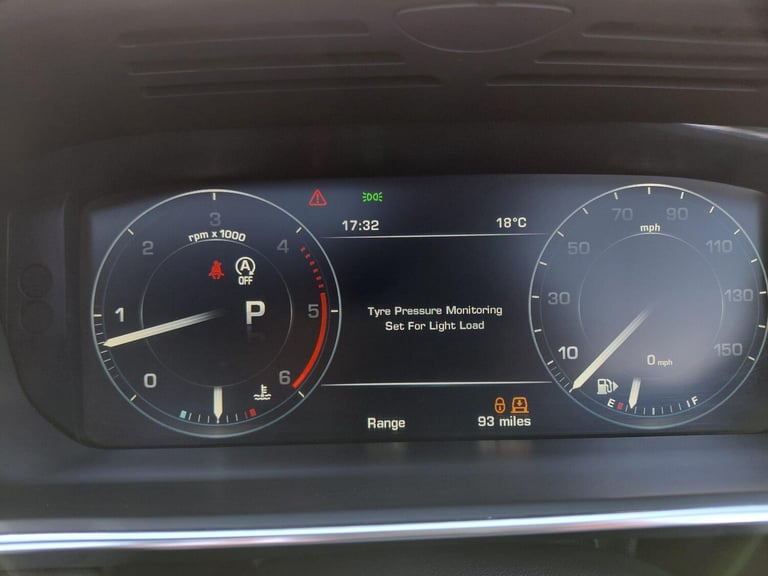 17:32
18°C
rpm x 1000
0
1
2
3
4
5
6
A
OFF
P
Tyre Pressure Monitoring
Set For Light Load
Range
93 miles
mph
10
30
50
70
90
110
130
150
0 mph
E
F